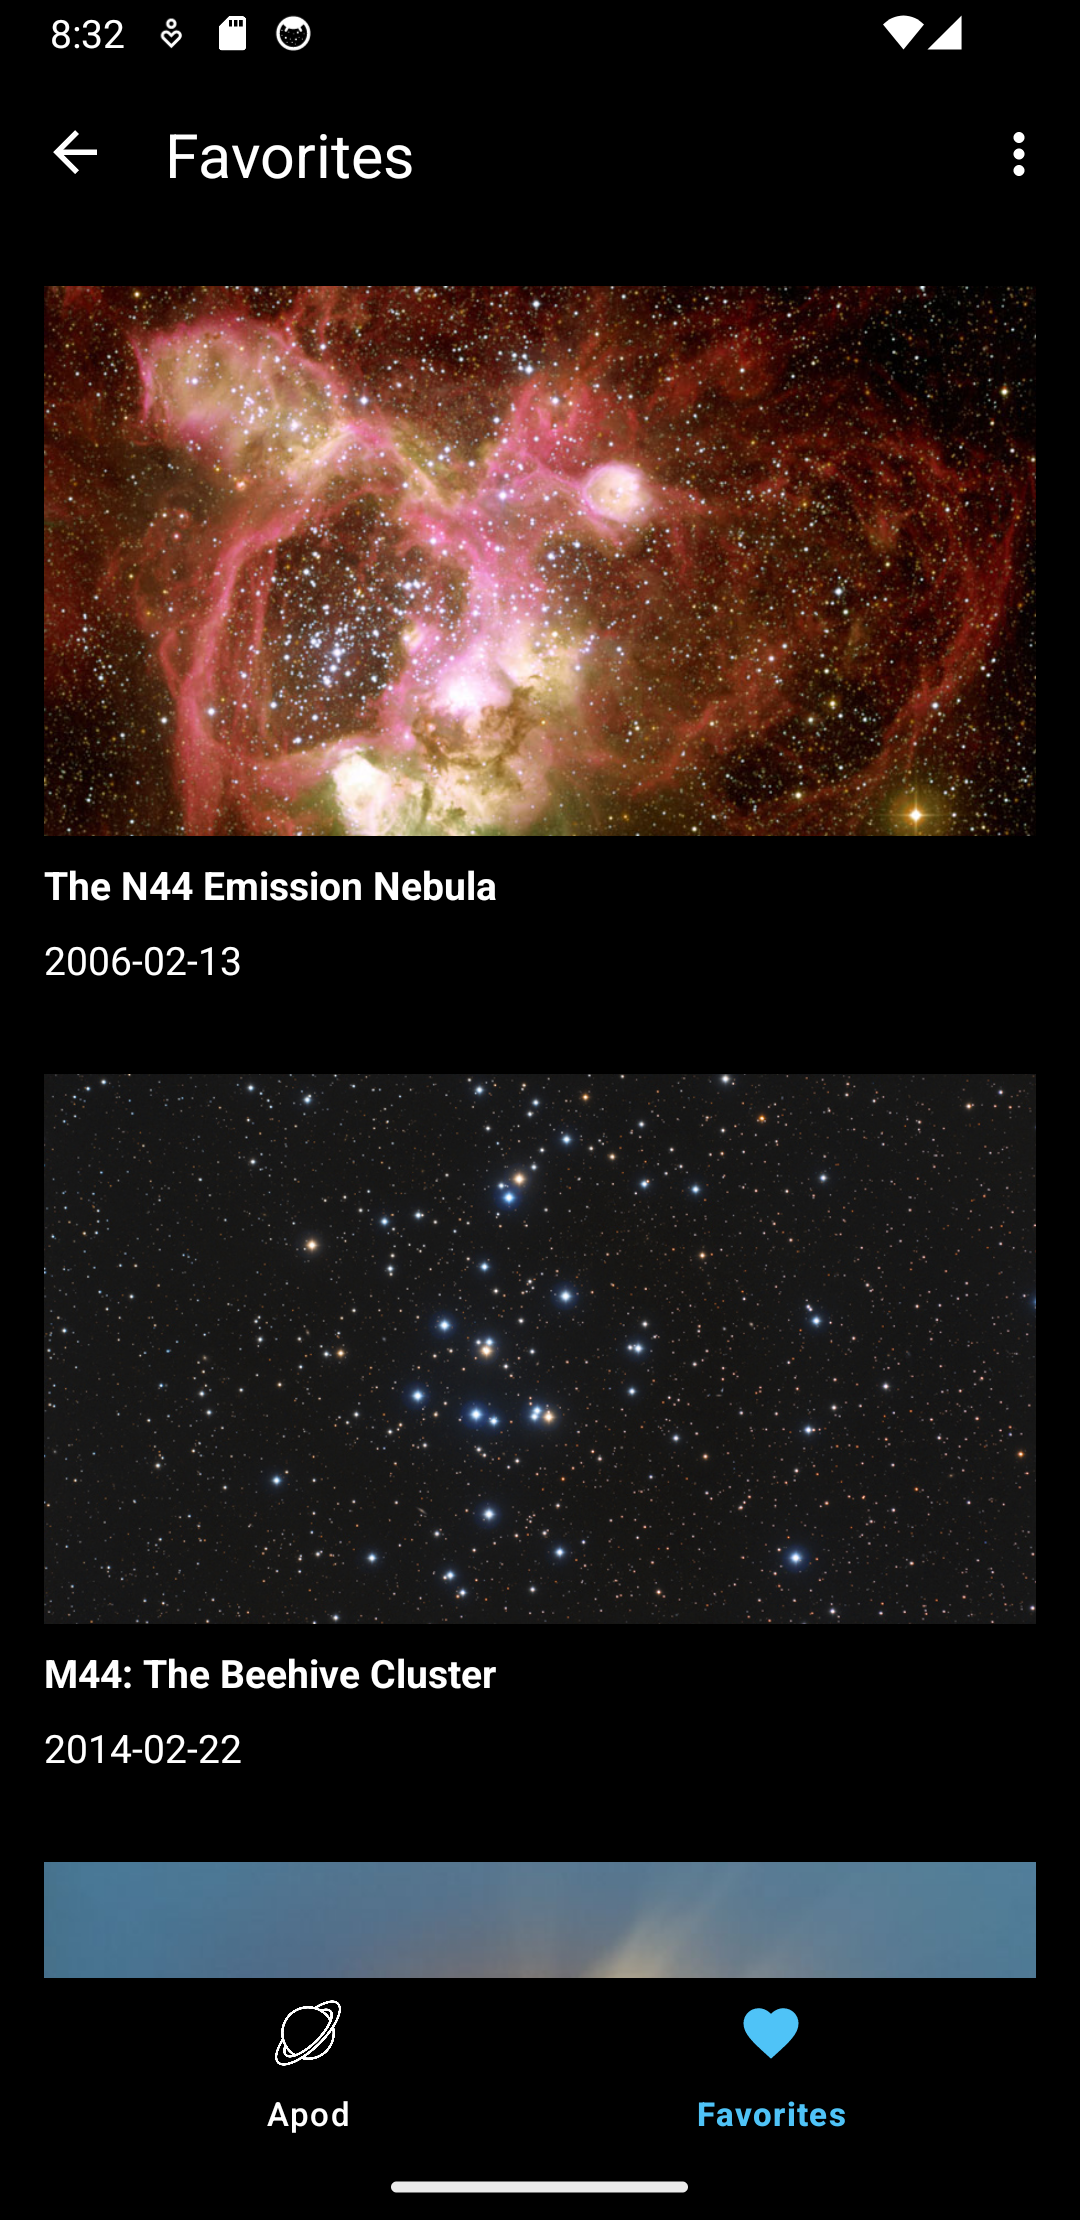 8:32
Favorites
The N44 Emission Nebula
2006-02-13
M44: The Beehive Cluster
2014-02-22
Apod
Favorites